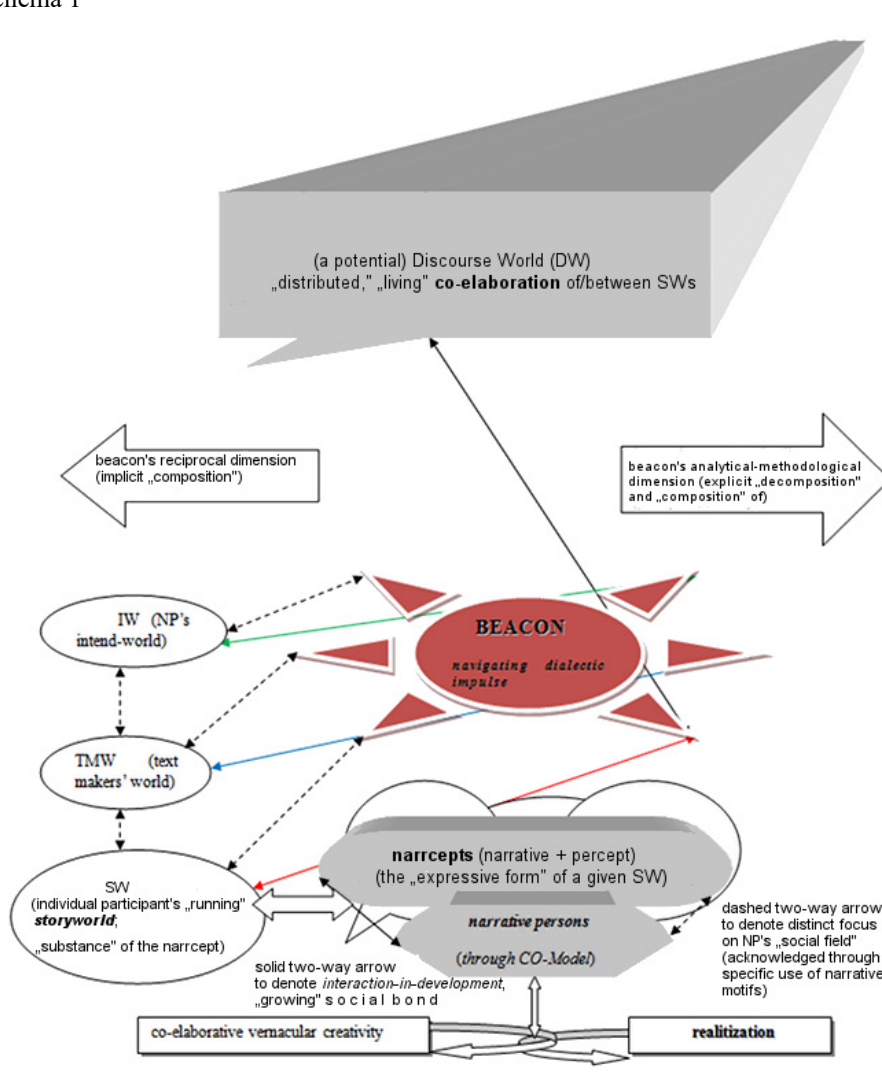 (a potential) Discourse World (DW)
„distributed," „living" co-elaboration of/between SWs
beacon's reciprocal dimension
(implicit „composition")
beacon's analytical-methodological
dimension (explicit „decomposition"
and „composition" of)
IW (NP's
intend-world)
BEACON
navigating dialectic
impulse
TMW (text
makers' world)
narrcepts (narrative + percept)
(the „expressive form" of a given SW)
SW
(individual participant's „running"
storyworld;
„substance" of the narrcept)
narrative persons
(through CO-Model)
dashed two-way arrow
to denote distinct focus
on NP's „social field"
(acknowledged through
specific use of narrative
motifs)
solid two-way arrow
to denote interaction-in-development,
„growing" social bond
co-elaborative vernacular creativity
realitization